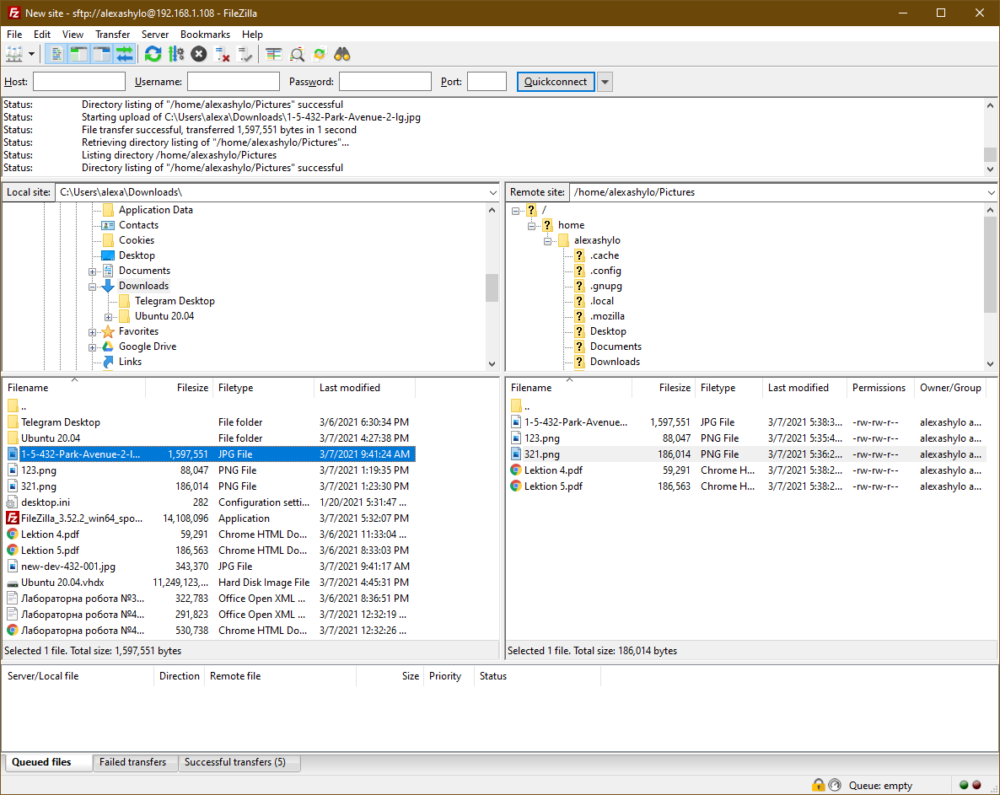 New site - sftp://alexashylo@192.168.1.108 - FileZilla
File Edit View Transfer Server Bookmarks Help
Host: Username: Password: Port: Quickconnect
Status: Directory listing of "/home/alexashylo/Pictures" successful
Status: Starting upload of C:\Users\alexa\Downloads\1-5-432-Park-Avenue-2-lg.jpg
Status: File transfer successful, transferred 1,597,551 bytes in 1 second
Status: Retrieving directory listing of "/home/alexashylo/Pictures"...
Status: Listing directory /home/alexashylo/Pictures
Status: Directory listing of "/home/alexashylo/Pictures" successful
Local site: C:\Users\alexa\Downloads\
Application Data
Contacts
Cookies
Desktop
Documents
Downloads
Telegram Desktop
Ubuntu 20.04
Favorites
Google Drive
Links
Remote site: /home/alexashylo/Pictures
/
home
alexashylo
.cache
.config
.gnupg
.local
.mozilla
Desktop
Documents
Downloads
Filename Filesize Filetype Last modified
..
Telegram Desktop File folder 3/6/2021 6:30:34 PM
Ubuntu 20.04 File folder 3/7/2021 4:27:38 PM
1-5-432-Park-Avenue-2-l... 1,597,551 JPG File 3/7/2021 9:41:24 AM
123.png 88,047 PNG File 3/7/2021 1:19:35 PM
321.png 186,014 PNG File 3/7/2021 1:23:30 PM
desktop.ini 282 Configuration setti... 1/20/2021 5:31:47 ...
FileZilla_3.52.2_win64_spo... 14,108,096 Application 3/7/2021 5:32:07 PM
Lektion 4.pdf 59,291 Chrome HTML Do... 3/6/2021 11:33:04 ...
Lektion 5.pdf 186,563 Chrome HTML Do... 3/6/2021 8:33:03 PM
new-dev-432-001.jpg 343,370 JPG File 3/7/2021 9:41:17 AM
Ubuntu 20.04.vhdx 11,249,123,... Hard Disk Image File 3/7/2021 4:45:31 PM
Лабораторна робота №3... 322,783 Office Open XML ... 3/6/2021 8:36:51 PM
Лабораторна робота №4... 291,823 Office Open XML ... 3/7/2021 12:32:19 ...
Лабораторна робота №4... 530,738 Chrome HTML Do... 3/7/2021 12:32:26 ...
Selected 1 file. Total size: 1,597,551 bytes
Filename Filesize Filetype Last modified Permissions Owner/Group
..
1-5-432-Park-Avenue... 1,597,551 JPG File 3/7/2021 5:38:3... -rw-rw-r-- alexashylo a...
123.png 88,047 PNG File 3/7/2021 5:35:4... -rw-rw-r-- alexashylo a...
321.png 186,014 PNG File 3/7/2021 5:36:2... -rw-rw-r-- alexashylo a...
Lektion 4.pdf 59,291 Chrome H... 3/7/2021 5:38:2... -rw-rw-r-- alexashylo a...
Lektion 5.pdf 186,563 Chrome H... 3/7/2021 5:38:2... -rw-rw-r-- alexashylo a...
Selected 1 file. Total size: 186,014 bytes
Server/Local file Direction Remote file Size Priority Status
Queued files Failed transfers Successful transfers (5)
Queue: empty